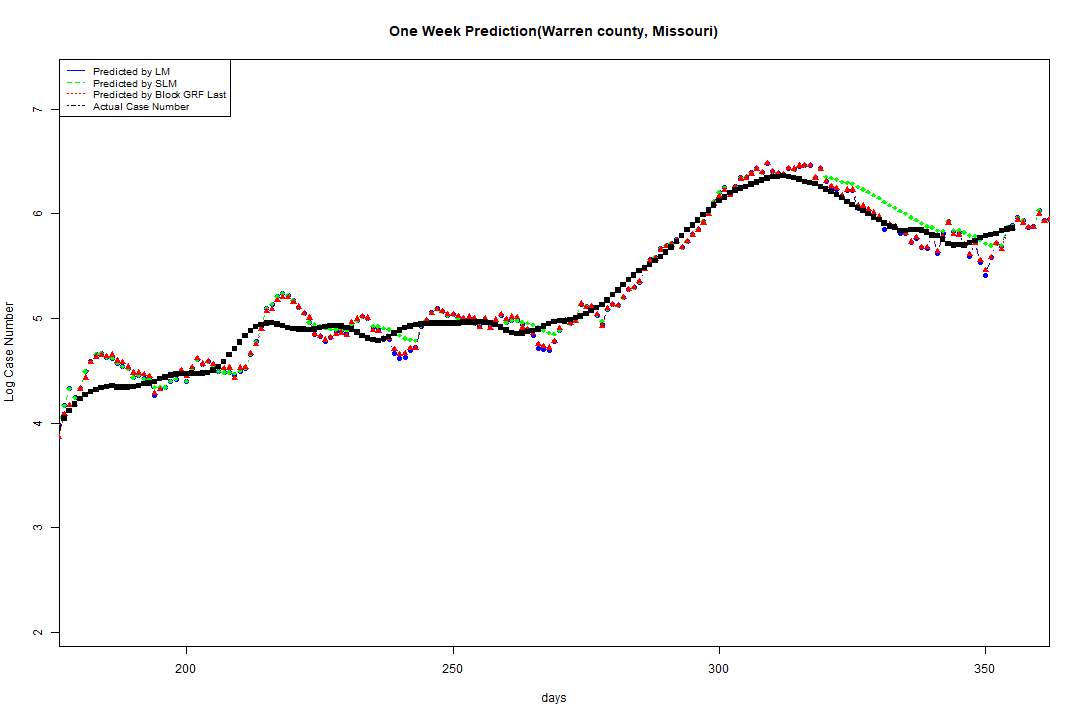 One Week Prediction(Warren county, Missouri)
Predicted by LM
Predicted by SLM
Predicted by Block GRF Last
Actual Case Number
Log Case Number
7
6
5
4
3
2
200 250 300 350
days